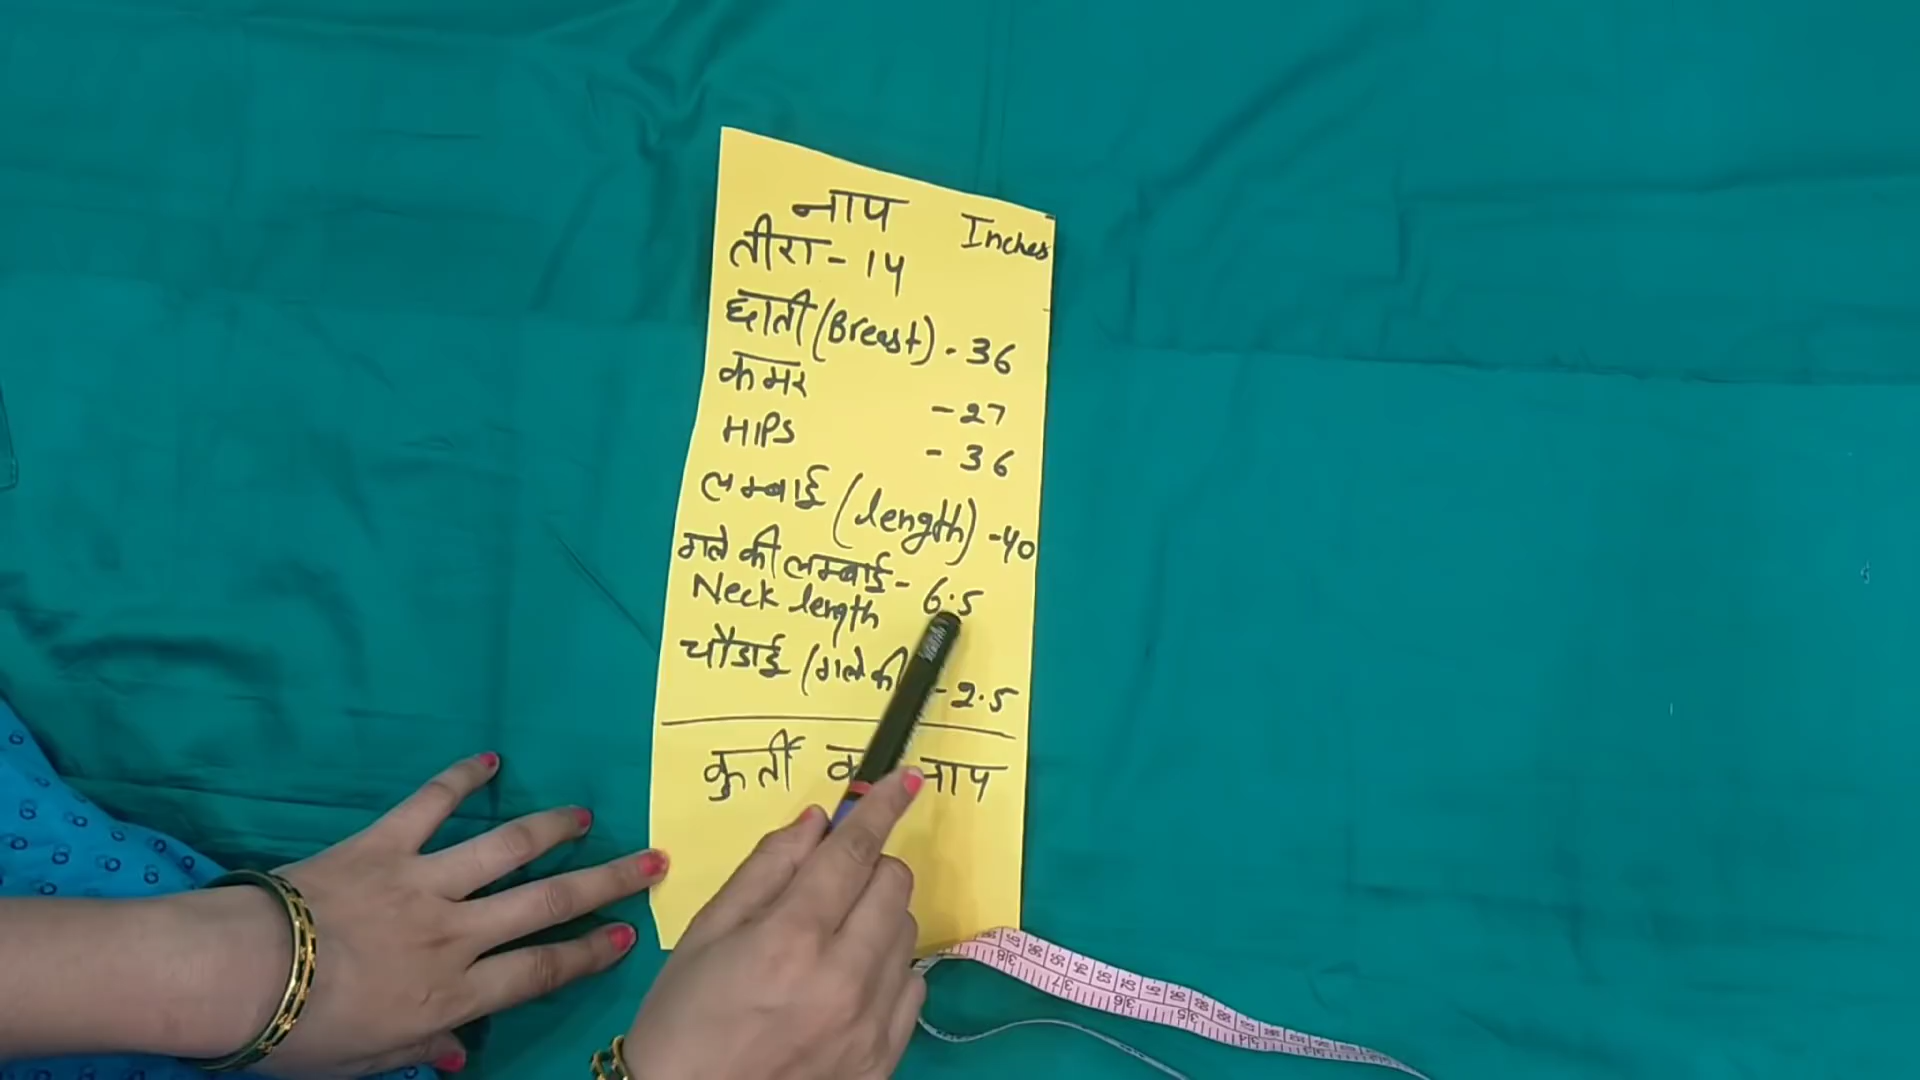 नाप Inches
तीरा - 14
छाती (Breast) - 36
कमर - 27
HIPS - 36
लम्बाई (length) - 40
गले की लम्बाई - 6.5
Neck length
चौडाई (गले की - 2.5
कुर्ती नाप